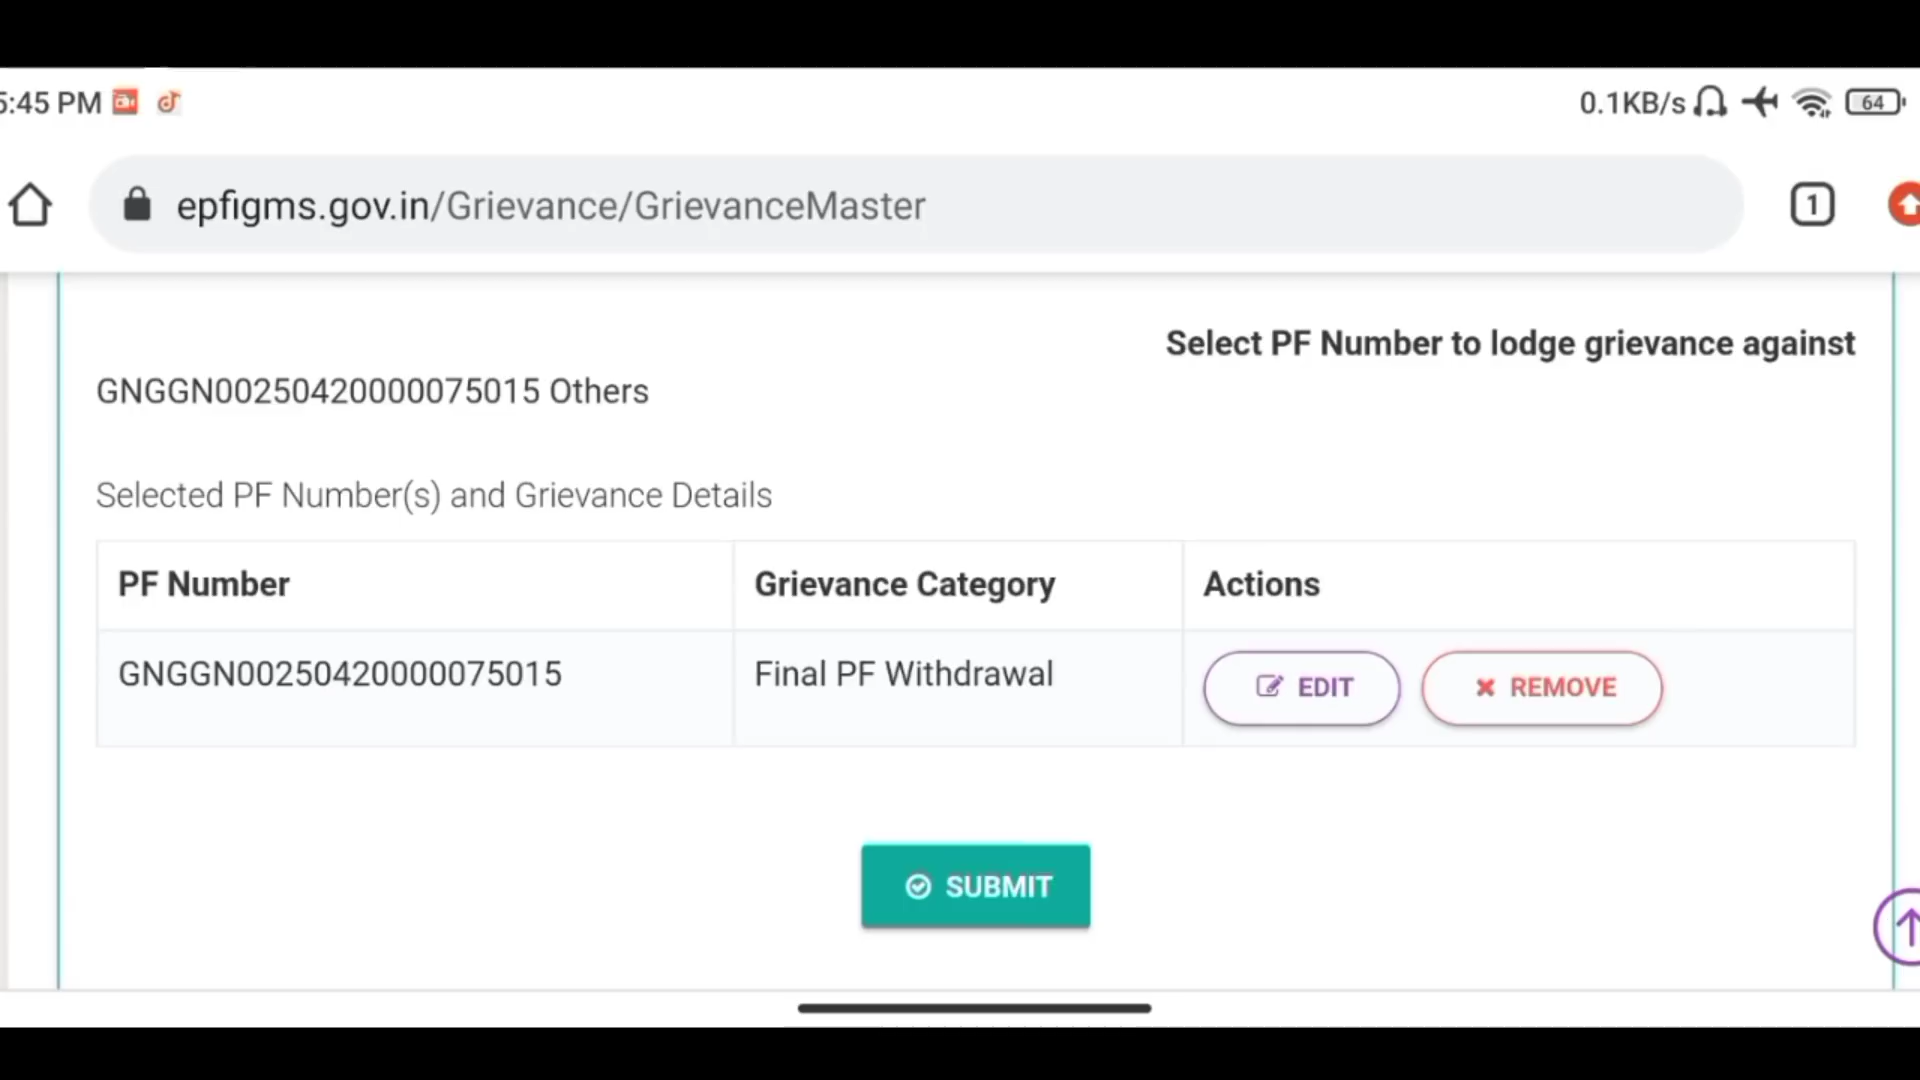 5:45 PM
0.1KB/s
64
epfigms.gov.in/Grievance/GrievanceMaster
1
Select PF Number to lodge grievance against
GNGGN00250420000075015 Others
Selected PF Number(s) and Grievance Details
PF Number
Grievance Category
Actions
GNGGN00250420000075015
Final PF Withdrawal
EDIT
REMOVE
SUBMIT